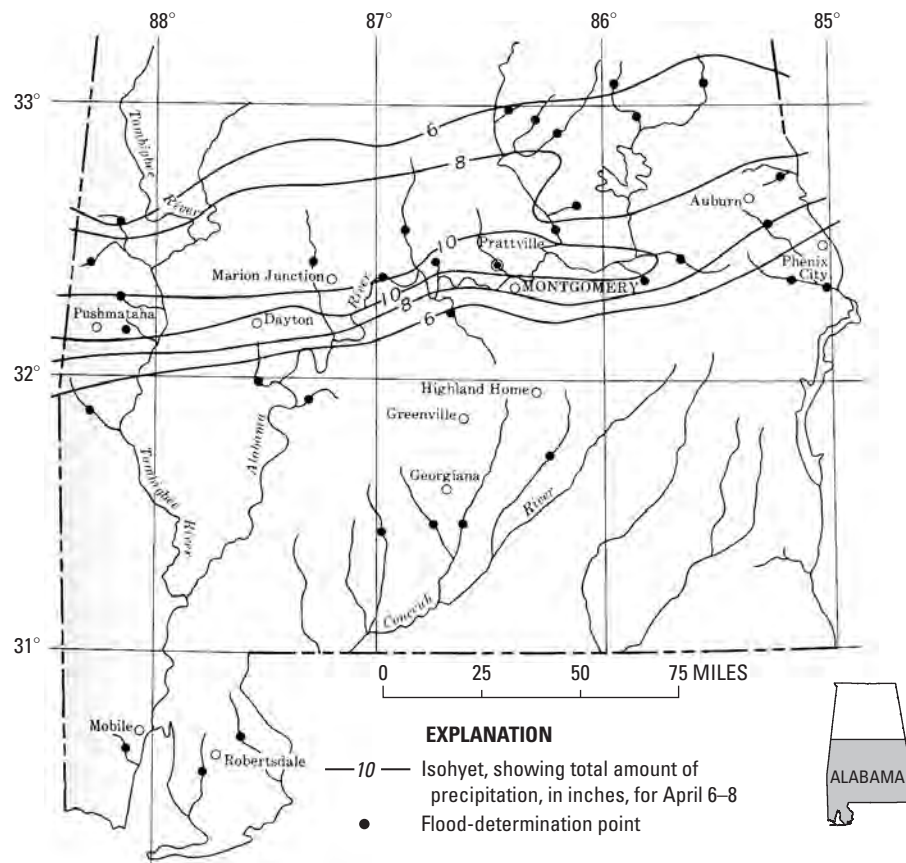 88° 87° 86° 85°
33°
Tombigbee
River
6
8
Auburn
10
Prattville
Marion Junction
River
Phenix
City
MONTGOMERY
10
8
6
Pushmataha
Dayton
32°
Highland Home
Greenville
Alabama
Georgiana
River
Tombigbee
River
Conecuh
31°
0 25 50 75 MILES
Mobile
Robertsdale
EXPLANATION
10 Isohyet, showing total amount of
precipitation, in inches, for April 6–8
Flood-determination point
ALABAMA